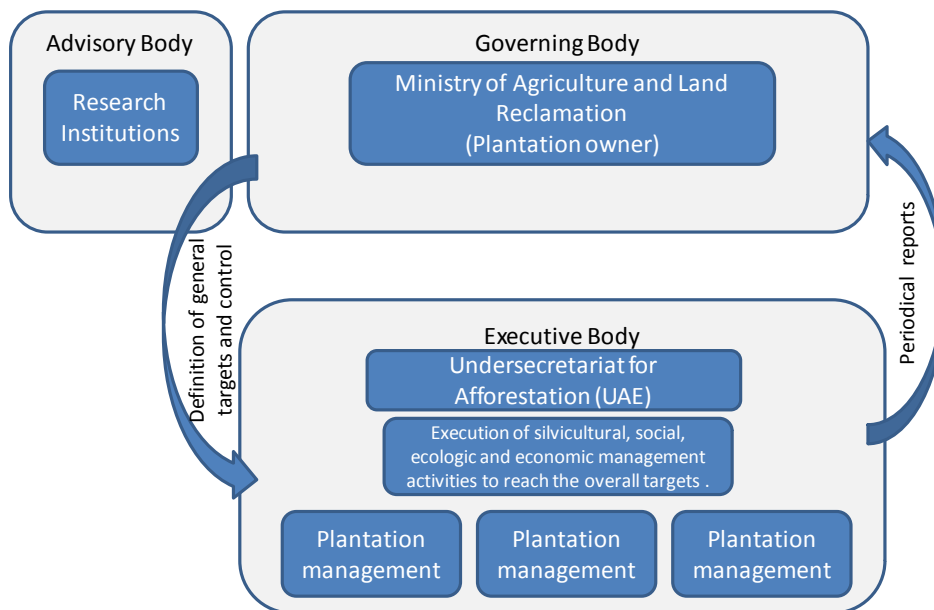 Advisory Body
Research
Institutions
Governing Body
Ministry of Agriculture and Land
Reclamation
(Plantation owner)
Definition of general
targets and control
Periodical reports
Executive Body
Undersecretariat for
Afforestation (UAE)
Execution of silvicultural, social,
ecologic and economic management
activities to reach the overall targets .
Plantation
management
Plantation
management
Plantation
management